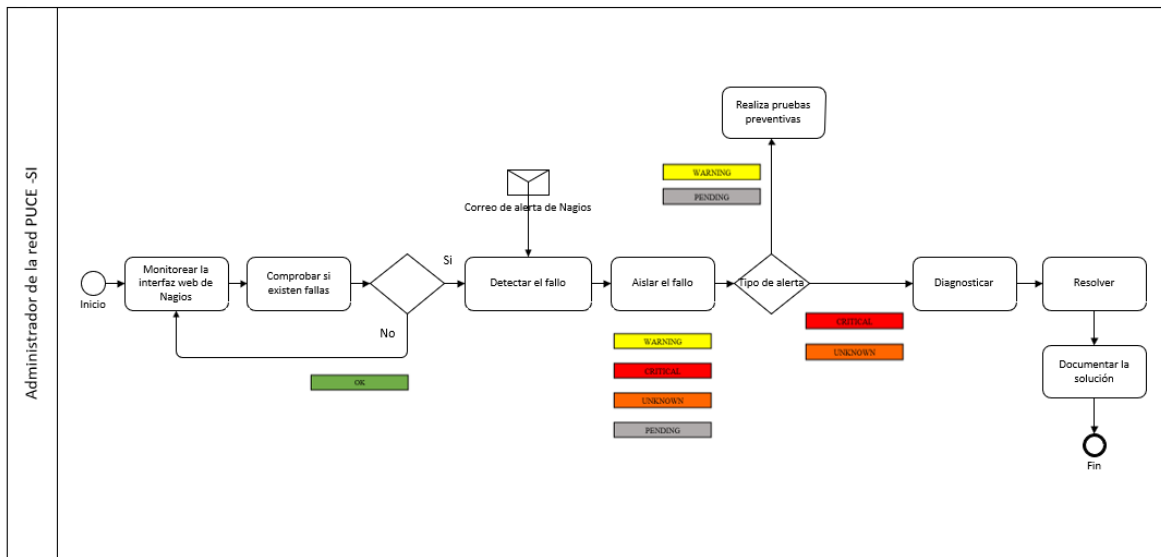 Administrador de la red PUCE -SI
Inicio
Monitorear la
interfaz web de
Nagios
Comprobar si
existen fallas
Si
No
OK
Correo de alerta de Nagios
Detectar el fallo
Aislar el fallo
WARNING
CRITICAL
UNKNOWN
PENDING
Tipo de alerta
WARNING
PENDING
Realiza pruebas
preventivas
CRITICAL
UNKNOWN
Diagnosticar
Resolver
Documentar la
solución
Fin